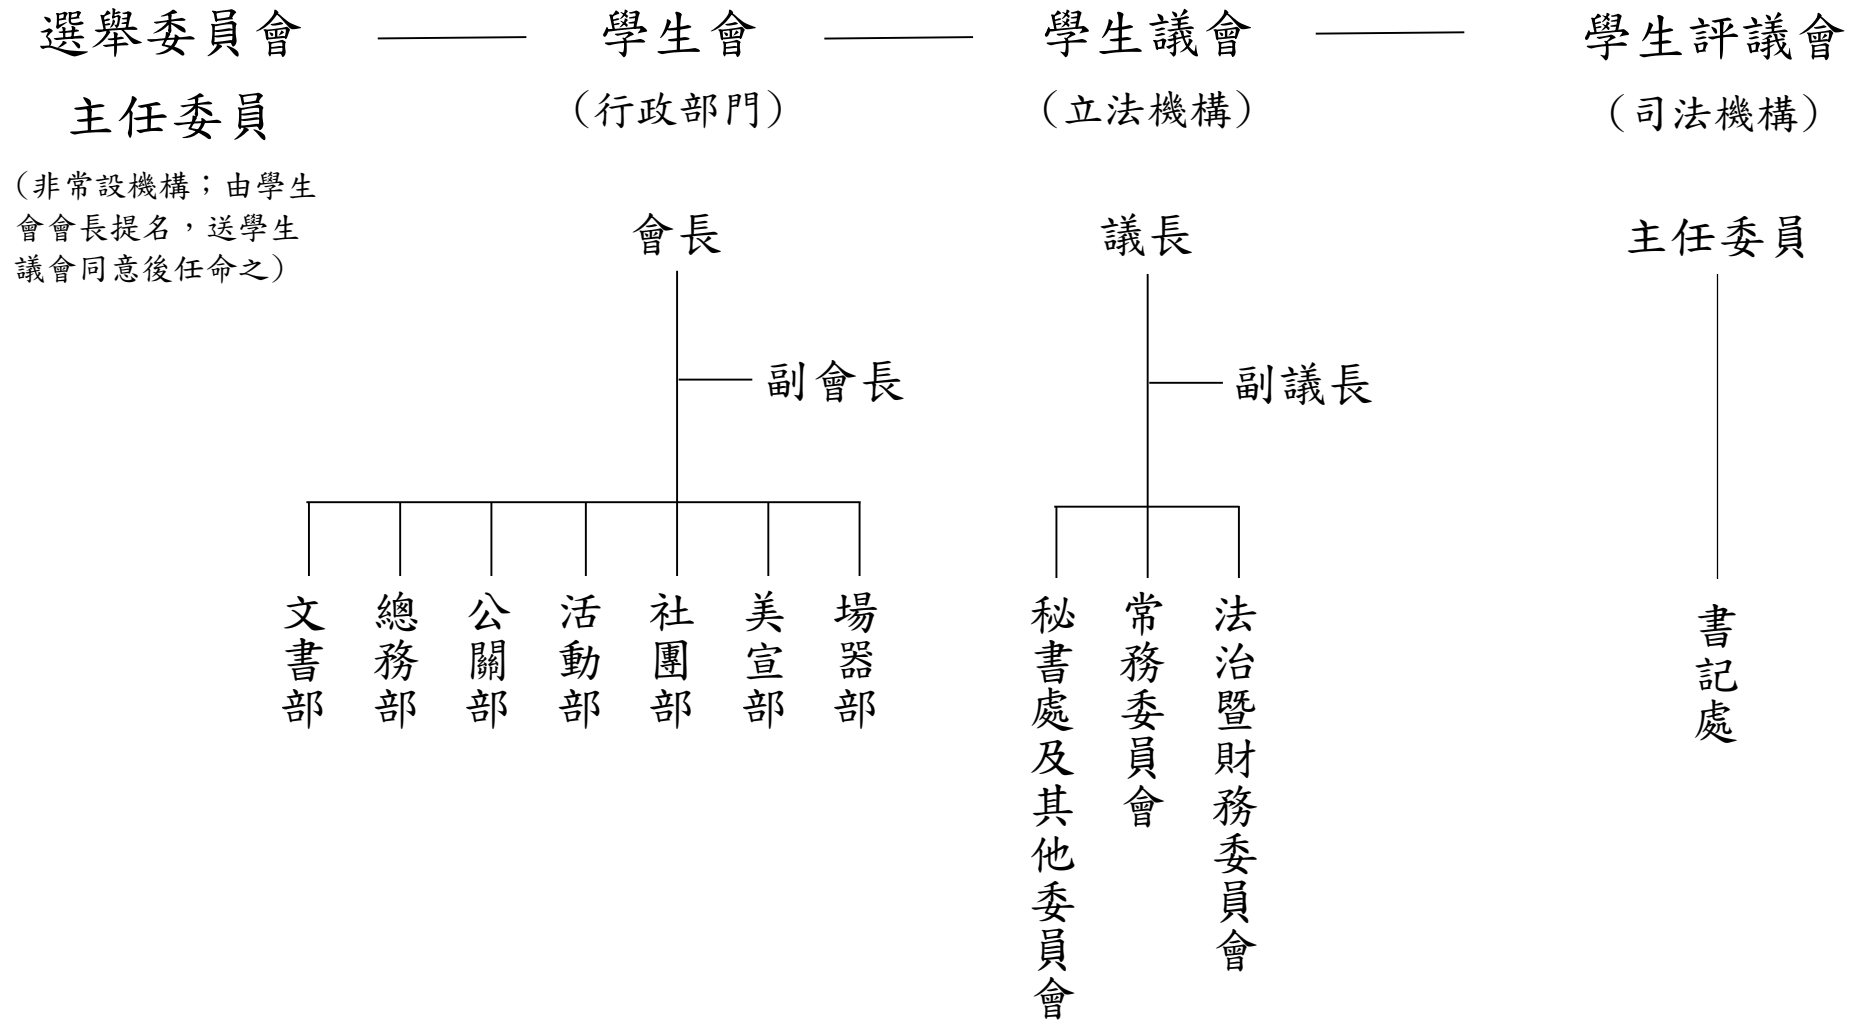 選舉委員會
學生會
學生議會
學生評議會
主任委員
（行政部門）
（立法機構）
（司法機構）
（非常設機構；由學生
會會長提名，送學生
議會同意後任命之）
會長
議長
主任委員
副會長
副議長
文書部
總務部
公關部
活動部
社團部
美宣部
場器部
秘書處及其他委員會
常務委員會
法治暨財務委員會
書記處